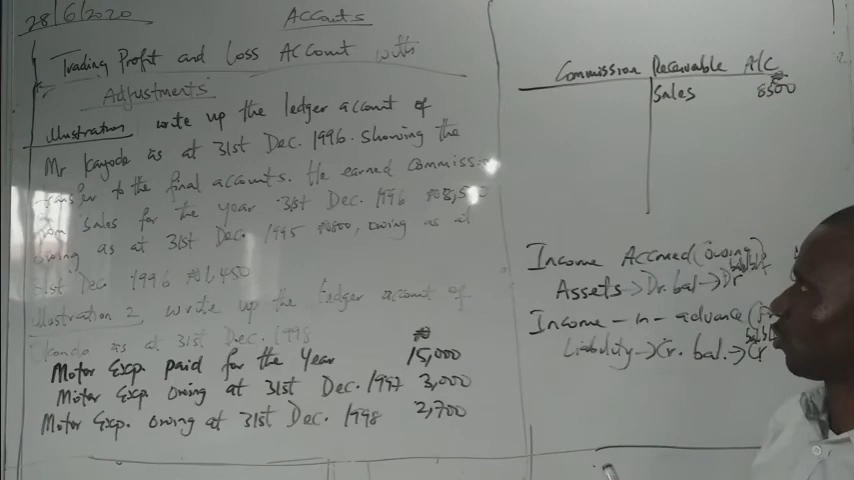 28/6/2020
Accounts
Trading Profit and Loss Account with
Adjustments
Illustration write up the ledger account of
Mr Kayode as at 31st Dec. 1996. Showing the
transfer to the final accounts. He earned commission
from sales for the year 31st Dec. 1996 ₦8,500
owing as at 31st Dec. 1995 ₦800, owing as at
31st Dec 1996 ₦1,450
Illustration 2, write up the ledger account of
as at 31st Dec. 1998
₦
Motor Exp. paid for the Year 15,000
Motor Exp owing at 31st Dec. 1997 3,000
Motor Exp. owing at 31st Dec. 1998 2,700
Commission Receivable A/C
₦
Sales 8500
Income Accrued (owing)
Assets → Dr. bal → Dr bal b/f
Income - in - advance
Liability → Cr. bal. → Cr